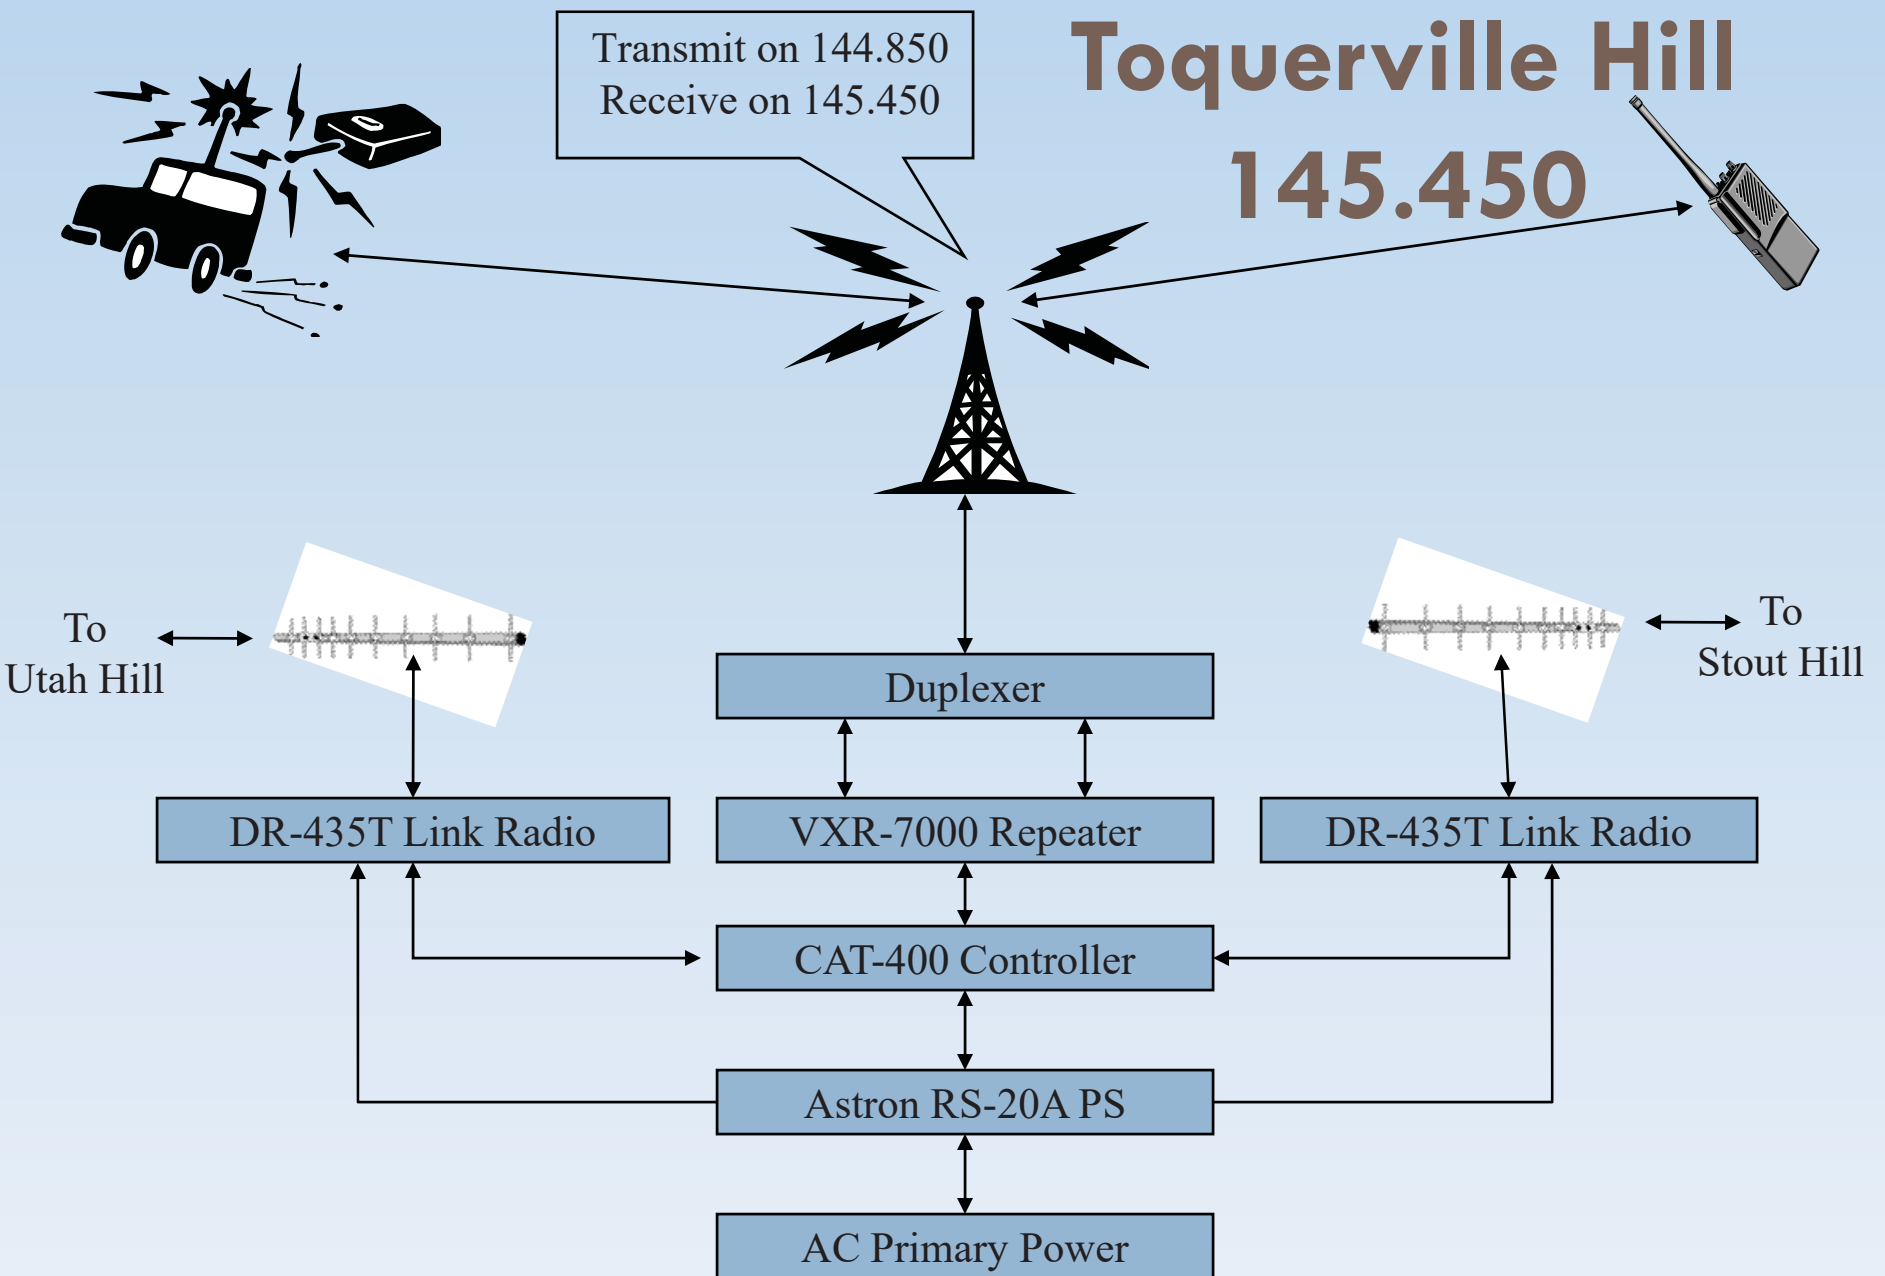 Transmit on 144.850
Receive on 145.450
Toquerville Hill
145.450
To
Utah Hill
To
Stout Hill
Duplexer
DR-435T Link Radio
VXR-7000 Repeater
DR-435T Link Radio
CAT-400 Controller
Astron RS-20A PS
AC Primary Power